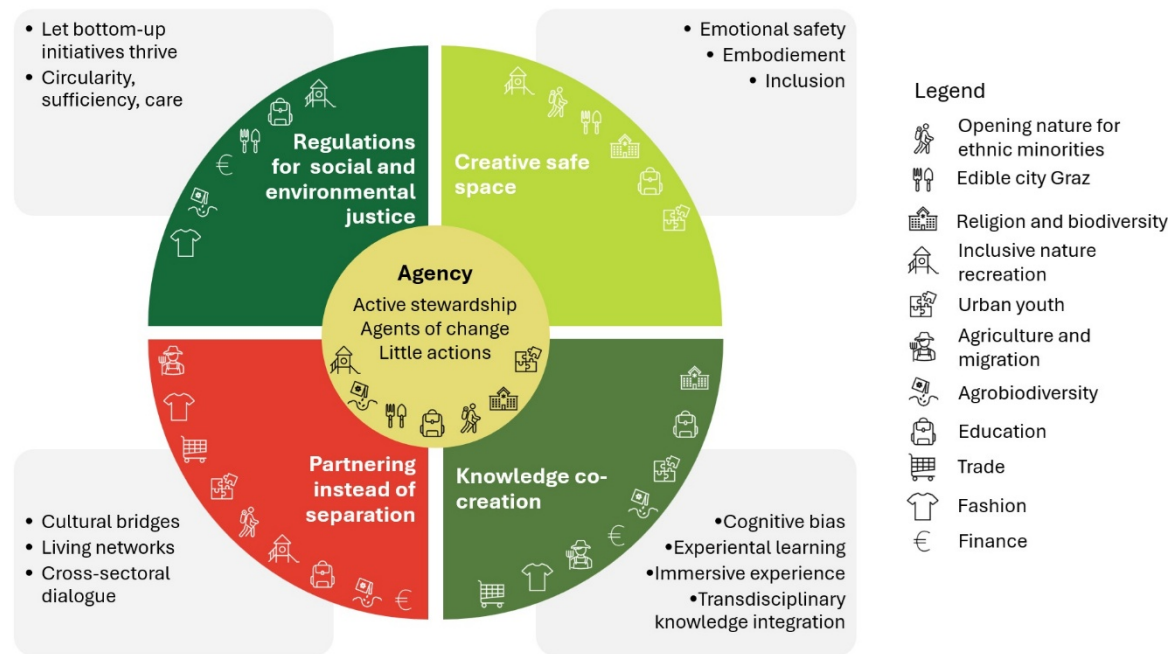 • Let bottom-up
initiatives thrive
• Circularity,
sufficiency, care
• Emotional safety
• Embodiement
• Inclusion
Regulations
for social and
environmental
justice
Creative safe
space
Agency
Active stewardship
Agents of change
Little actions
Partnering
instead of
separation
Knowledge co-
creation
• Cultural bridges
• Living networks
• Cross-sectoral
dialogue
•Cognitive bias
•Experiential learning
•Immersive experience
•Transdisciplinary
knowledge integration
€
€
€
Legend
Opening nature for
ethnic minorities
Edible city Graz
Religion and biodiversity
Inclusive nature
recreation
Urban youth
Agriculture and
migration
Agrobiodiversity
Education
Trade
Fashion
€ Finance